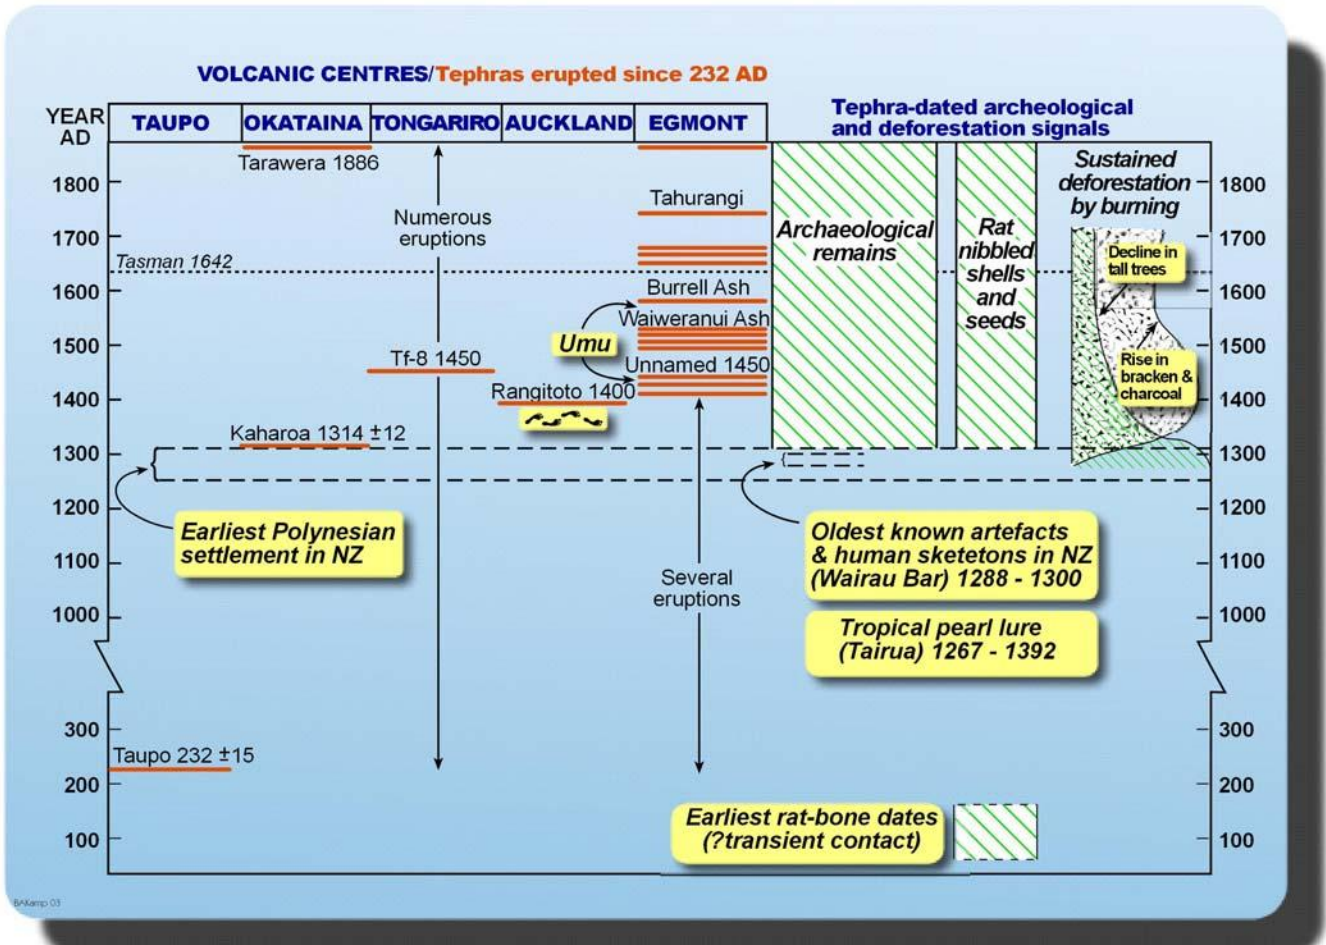 VOLCANIC CENTRES/Tephras erupted since 232 AD
YEAR
AD
TAUPO
OKATAINA
TONGARIRO
AUCKLAND
EGMONT
Tephra-dated archeological
and deforestation signals
1800
1700
1600
1500
1400
1300
1200
1100
1000
300
200
100
Tarawera 1886
Numerous
eruptions
Tasman 1642
Tf-8 1450
Kaharoa 1314 ±12
Rangitoto 1400
Umu
Tahurangi
Burrell Ash
Waiweranui Ash
Unnamed 1450
Several
eruptions
Taupo 232 ±15
Earliest Polynesian
settlement in NZ
Archaeological
remains
Rat
nibbled
shells
and
seeds
Sustained
deforestation
by burning
Decline in
tall trees
Rise in
bracken &
charcoal
Oldest known artefacts
& human sketetons in NZ
(Wairau Bar) 1288 - 1300
Tropical pearl lure
(Tairua) 1267 - 1392
Earliest rat-bone dates
(?transient contact)
1800
1700
1600
1500
1400
1300
1200
1100
1000
300
200
100
BAKamp 03